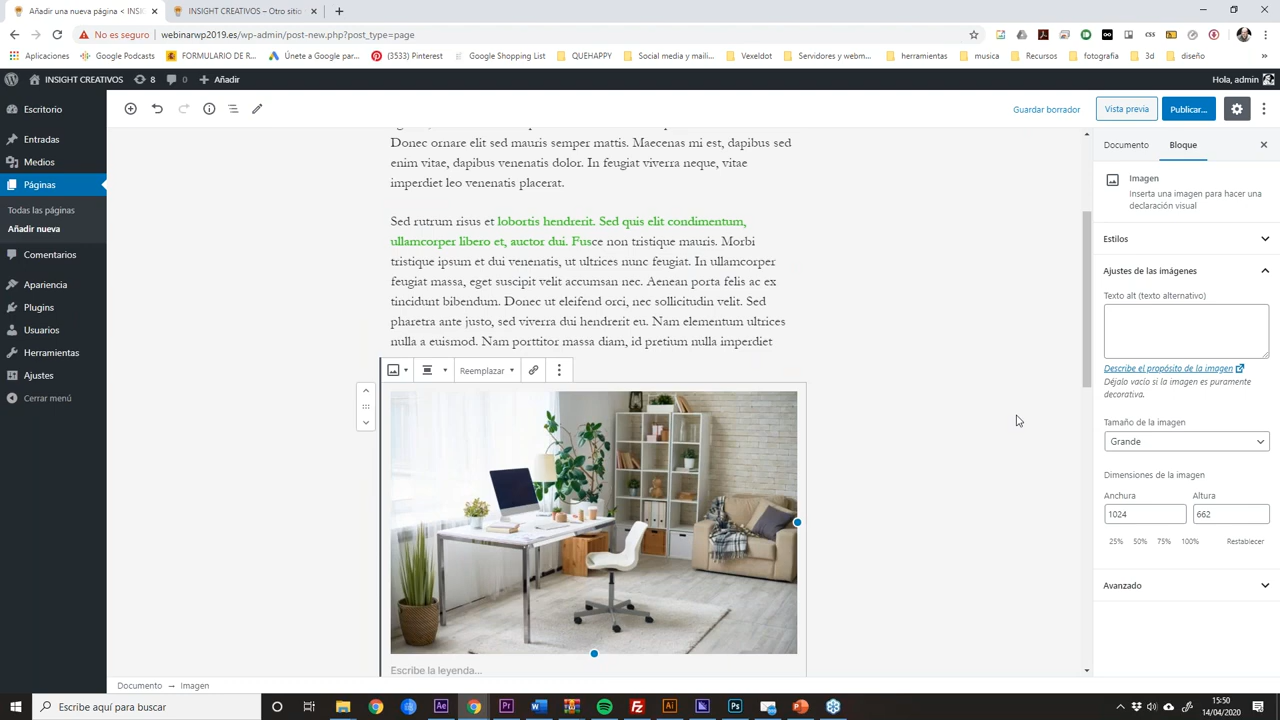 Añadir una nueva página < INSI
INSIGHT CREATIVOS – Otro sitio
No es seguro
webinarwp2019.es/wp-admin/post-new.php?post_type=page
Aplicaciones
Google Podcasts
FORMULARIO DE R...
Únete a Google par...
(3533) Pinterest
Google Shopping List
QUEHAPPY
Social media y maili...
Vexeldot
Servidores y webm...
herramientas
musica
Recursos
fotografia
3d
diseño
INSIGHT CREATIVOS
8
0
Añadir
Hola, admin
Escritorio
Entradas
Medios
Páginas
Todas las páginas
Añadir nueva
Comentarios
Apariencia
Plugins
Usuarios
Herramientas
Ajustes
Cerrar menú
Guardar borrador
Vista previa
Publicar...
Donec ornare elit sed mauris semper mattis. Maecenas mi est, dapibus sed
enim vitae, dapibus venenatis dolor. In feugiat viverra neque, vitae
imperdiet leo venenatis placerat.
Sed rutrum risus et lobortis hendrerit. Sed quis elit condimentum,
ullamcorper libero et, auctor dui. Fusce non tristique mauris. Morbi
tristique ipsum et dui venenatis, ut ultrices nunc feugiat. In ullamcorper
feugiat massa, eget suscipit velit accumsan nec. Aenean porta felis ac ex
tincidunt bibendum. Donec ut eleifend orci, nec sollicitudin velit. Sed
pharetra ante justo, sed viverra dui hendrerit eu. Nam elementum ultrices
nulla a euismod. Nam porttitor massa diam, id pretium nulla imperdiet
Reemplazar
Escribe la leyenda...
Documento
Bloque
Imagen
Inserta una imagen para hacer una
declaración visual
Estilos
Ajustes de las imágenes
Texto alt (texto alternativo)
Describe el propósito de la imagen
Déjalo vacío si la imagen es puramente
decorativa.
Tamaño de la imagen
Grande
Dimensiones de la imagen
Anchura
Altura
1024
662
25%
50%
75%
100%
Restablecer
Avanzado
Documento → Imagen
Escribe aquí para buscar
15:50
14/04/2020